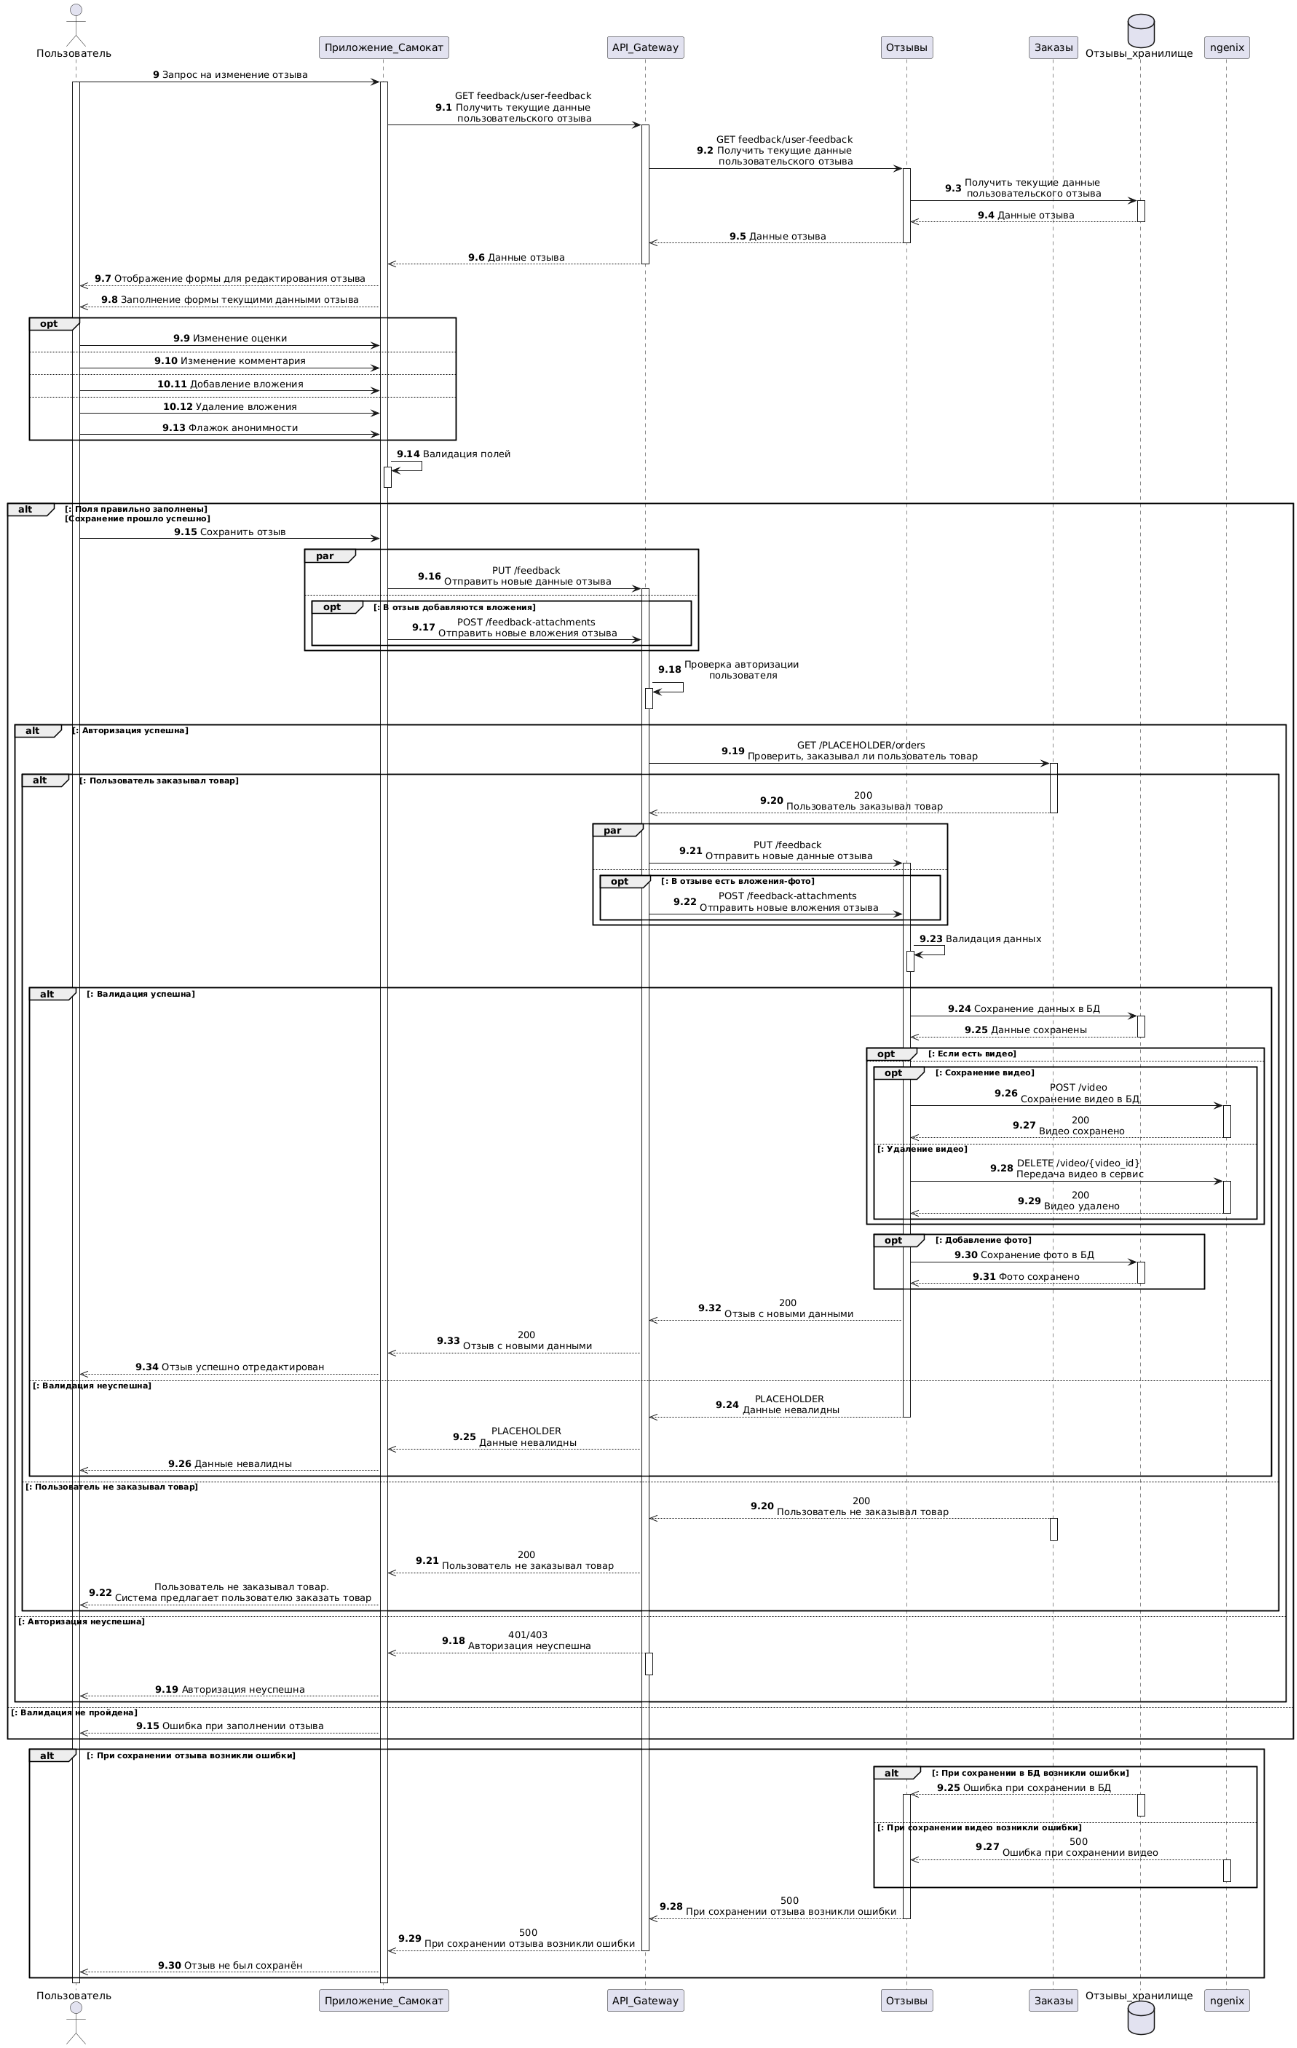 Пользователь
Приложение_Самокат
API_Gateway
Отзывы
Заказы
Отзывы_хранилище
ngenix
9 Запрос на изменение отзыва
GET feedback/user-feedback
9.1 Получить текущие данные
пользовательского отзыва
GET feedback/user-feedback
9.2 Получить текущие данные
пользовательского отзыва
9.3 Получить текущие данные
пользовательского отзыва
9.4 Данные отзыва
9.5 Данные отзыва
9.6 Данные отзыва
9.7 Отображение формы для редактирования отзыва
9.8 Заполнение формы текущими данными отзыва
opt
9.9 Изменение оценки
9.10 Изменение комментария
10.11 Добавление вложения
10.12 Удаление вложения
9.13 Флажок анонимности
9.14 Валидация полей
alt [: Поля правильно заполнены]
[Сохранение прошло успешно]
9.15 Сохранить отзыв
par
PUT /feedback
9.16 Отправить новые данные отзыва
opt [: В отзыв добавляются вложения]
POST /feedback-attachments
9.17 Отправить новые вложения отзыва
9.18 Проверка авторизации
пользователя
alt [: Авторизация успешна]
GET /PLACEHOLDER/orders
9.19 Проверить, заказывал ли пользователь товар
alt [: Пользователь заказывал товар]
200
9.20 Пользователь заказывал товар
par
PUT /feedback
9.21 Отправить новые данные отзыва
opt [: В отзыве есть вложения-фото]
POST /feedback-attachments
9.22 Отправить новые вложения отзыва
9.23 Валидация данных
alt [: Валидация успешна]
9.24 Сохранение данных в БД
9.25 Данные сохранены
opt [: Если есть видео]
opt [: Сохранение видео]
POST /video
9.26 Сохранение видео в БД
200
9.27 Видео сохранено
[: Удаление видео]
DELETE /video/{video_id}
9.28 Передача видео в сервис
200
9.29 Видео удалено
opt [: Добавление фото]
9.30 Сохранение фото в БД
9.31 Фото сохранено
200
9.32 Отзыв с новыми данными
200
9.33 Отзыв с новыми данными
9.34 Отзыв успешно отредактирован
[: Валидация неуспешна]
PLACEHOLDER
9.24 Данные невалидны
PLACEHOLDER
9.25 Данные невалидны
9.26 Данные невалидны
[: Пользователь не заказывал товар]
200
9.20 Пользователь не заказывал товар
200
9.21 Пользователь не заказывал товар
Пользователь не заказывал товар.
9.22 Система предлагает пользователю заказать товар
[: Авторизация неуспешна]
401/403
9.18 Авторизация неуспешна
9.19 Авторизация неуспешна
[: Валидация не пройдена]
9.15 Ошибка при заполнении отзыва
alt [: При сохранении отзыва возникли ошибки]
alt [: При сохранении в БД возникли ошибки]
9.25 Ошибка при сохранении в БД
[: При сохранении видео возникли ошибки]
500
9.27 Ошибка при сохранении видео
500
9.28 При сохранении отзыва возникли ошибки
500
9.29 При сохранении отзыва возникли ошибки
9.30 Отзыв не был сохранён
Пользователь
Приложение_Самокат
API_Gateway
Отзывы
Заказы
Отзывы_хранилище
ngenix